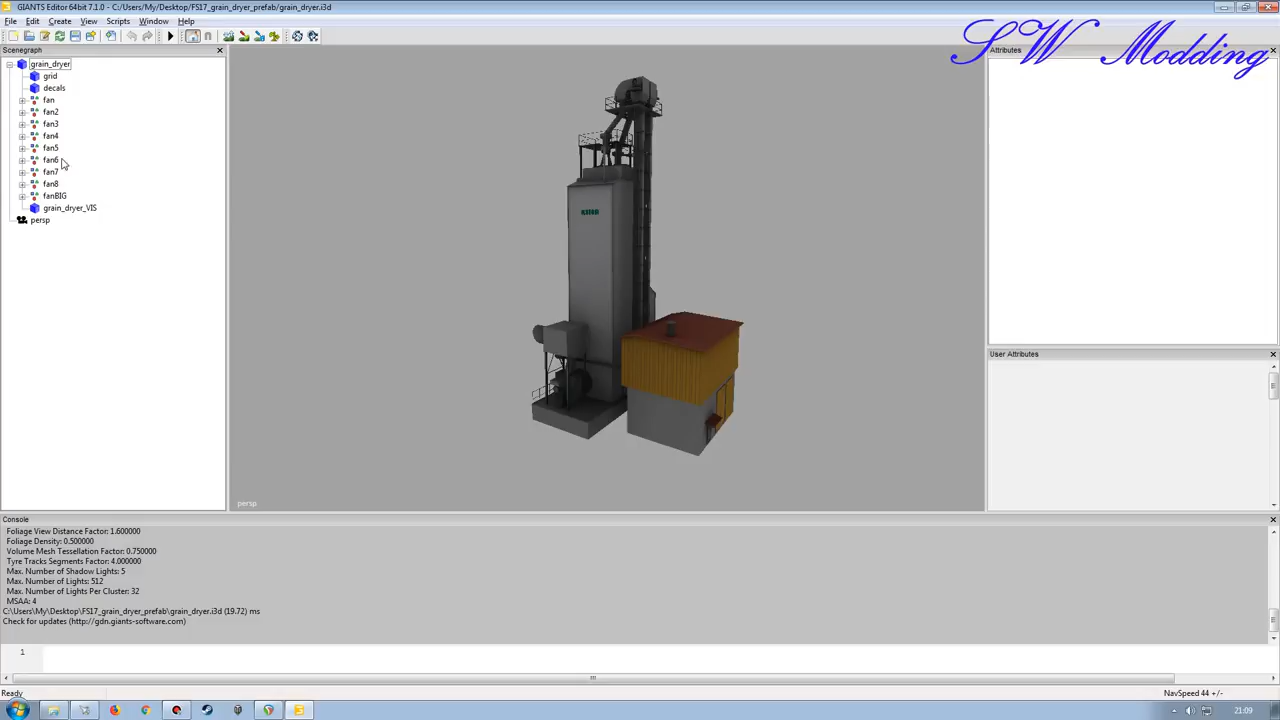 GIANTS Editor 64bit 7.1.0 - C:/Users/My/Desktop/FS17_grain_dryer_prefab/grain_dryer.i3d
File Edit Create View Scripts Window Help
SW Modding
Scenegraph
Attributes
grain_dryer
grid
decals
fan
fan2
fan3
fan4
fan5
fan6
fan7
fan8
fanBIG
grain_dryer_VIS
persp
User Attributes
persp
Console
Foliage View Distance Factor: 1.600000
Foliage Density: 0.500000
Volume Mesh Tessellation Factor: 0.750000
Tyre Tracks Segments Factor: 4.000000
Max. Number of Shadow Lights: 5
Max. Number of Lights: 512
Max. Number of Lights Per Cluster: 32
MSAA: 4
C:\Users\My\Desktop\FS17_grain_dryer_prefab\grain_dryer.i3d (19.72) ms
Check for updates (http://gdn.giants-software.com)
1
Ready
NavSpeed 44 +/-
21:09